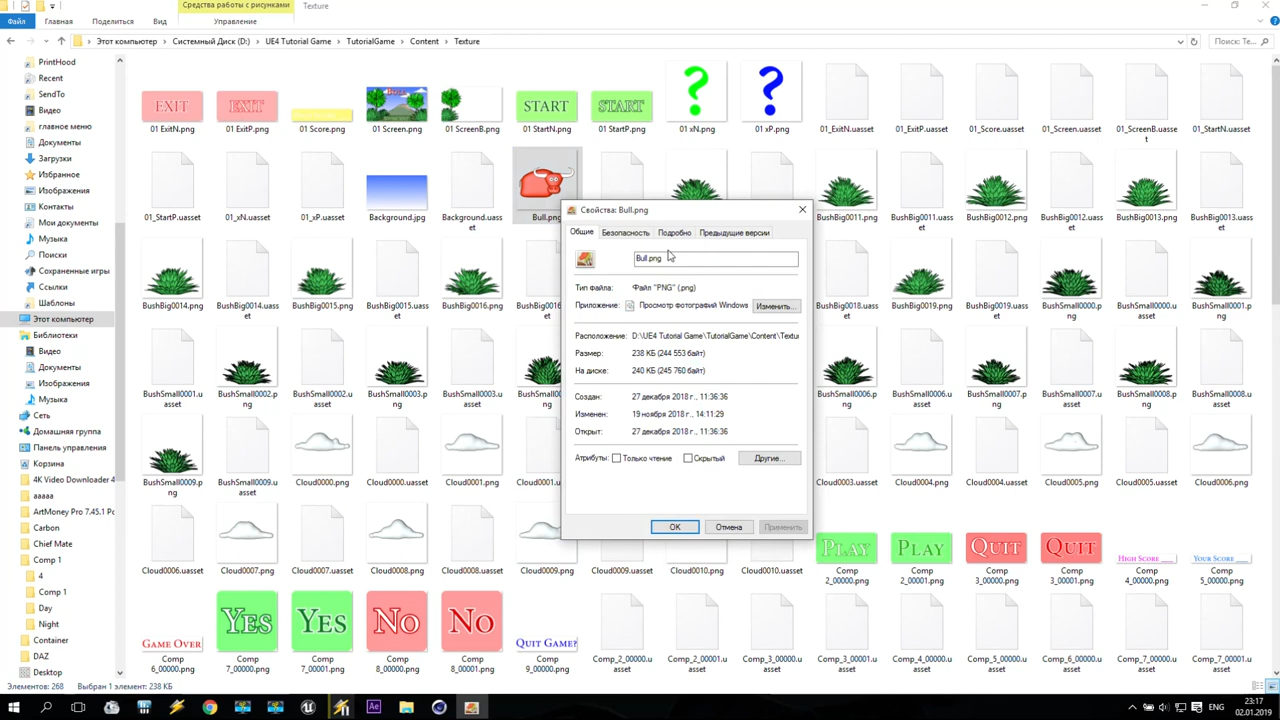 Средства работы с рисунками
Texture
Файл
Главная
Поделиться
Вид
Управление
Этот компьютер
Системный Диск (D:)
UE4 Tutorial Game
TutorialGame
Content
Texture
Поиск: Те...
PrintHood
Recent
SendTo
Видео
главное меню
Документы
Загрузки
Избранное
Изображения
Контакты
Мои документы
Музыка
Поиски
Сохраненные игры
Ссылки
Шаблоны
Этот компьютер
Библиотеки
Видео
Документы
Изображения
Музыка
Сеть
Домашняя группа
Панель управления
Корзина
4K Video Downloader 4
aaaaa
ArtMoney Pro 7.45.1 Po
Carbon
Chief Mate
Comp 1
4
Comp 1
Day
Night
Container
DAZ
Desktop
EXIT
EXIT
START
START
?
?
01 ExitN.png
01 ExitP.png
01 Score.png
01 Screen.png
01 ScreenB.png
01 StartN.png
01 StartP.png
01 xN.png
01 xP.png
01_ExitN.uasset
01_ExitP.uasset
01_Score.uasset
01_Screen.uasset
01_ScreenB.uasset
01_StartN.uasset
01_StartP.uasset
01_xN.uasset
01_xP.uasset
Background.jpg
Background.uasset
Bull.png
BushBig0011.png
BushBig0011.uasset
BushBig0012.png
BushBig0012.uasset
BushBig0013.png
BushBig0013.uasset
BushBig0014.png
BushBig0014.uasset
BushBig0015.png
BushBig0015.uasset
BushBig0016.png
BushBig0018.uasset
BushBig0019.uasset
BushSmall0000.png
BushSmall0000.uasset
BushSmall0001.png
BushSmall0001.uasset
BushSmall0002.png
BushSmall0002.uasset
BushSmall0003.png
BushSmall0003.uasset
BushSmall0006.png
BushSmall0006.uasset
BushSmall0007.png
BushSmall0007.uasset
BushSmall0008.png
BushSmall0008.uasset
BushSmall0009.png
BushSmall0009.uasset
Cloud0000.png
Cloud0000.uasset
Cloud0001.png
Cloud0003.uasset
Cloud0004.png
Cloud0004.uasset
Cloud0005.png
Cloud0005.uasset
Cloud0006.png
Cloud0006.uasset
Cloud0007.png
Cloud0007.uasset
Cloud0008.png
Cloud0008.uasset
Cloud0009.png
Cloud0009.uasset
Cloud0010.png
Cloud0010.uasset
PLAY
PLAY
QUIT
QUIT
HIGH SCORE
YOUR SCORE
Comp 2_00000.png
Comp 2_00001.png
Comp 3_00000.png
Comp 3_00001.png
Comp 4_00000.png
Comp 5_00000.png
GAME OVER
YES
YES
NO
NO
QUIT GAME?
Comp 6_00000.png
Comp 7_00000.png
Comp 7_00001.png
Comp 8_00000.png
Comp 8_00001.png
Comp 9_00000.png
Comp_2_00000.uasset
Comp_2_00001.uasset
Comp_3_00000.uasset
Comp_3_00001.uasset
Comp_4_00000.uasset
Comp_5_00000.uasset
Comp_6_00000.uasset
Comp_7_00000.uasset
Comp_7_00001.uasset
Свойства: Bull.png
Общие
Безопасность
Подробно
Предыдущие версии
Bull.png
Тип файла: Файл "PNG" (.png)
Приложение: Просмотр фотографий Windows
Изменить...
Расположение: D:\UE4 Tutorial Game\TutorialGame\Content\Textur
Размер: 238 КБ (244 553 байт)
На диске: 240 КБ (245 760 байт)
Создан: 27 декабря 2018 г., 11:36:36
Изменен: 19 ноября 2018 г., 14:11:29
Открыт: 27 декабря 2018 г., 11:36:36
Атрибуты:
Только чтение
Скрытый
Другие...
OK
Отмена
Применить
Элементов: 268
Выбран 1 элемент: 238 КБ
Ae
ENG
23:17
02.01.2019